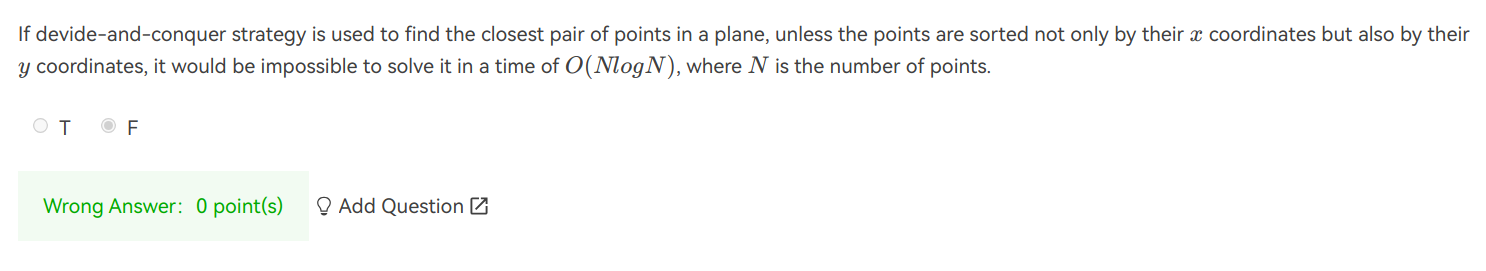 If devide-and-conquer strategy is used to find the closest pair of points in a plane, unless the points are sorted not only by their x coordinates but also by their
y coordinates, it would be impossible to solve it in a time of O(NlogN), where N is the number of points.
T F
Wrong Answer: 0 point(s) Add Question